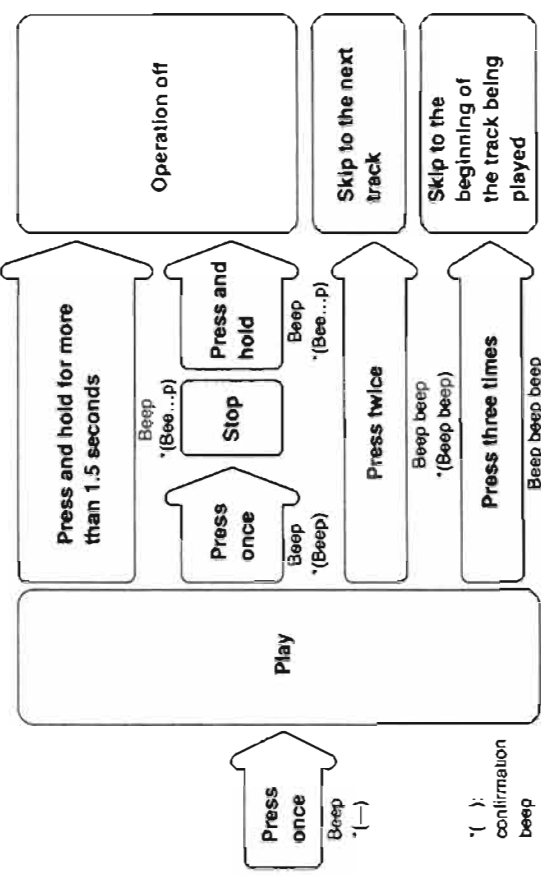 Press
once
Beep
*(—)
*( ):
confirmation
beep
Play
Press and hold for more
than 1.5 seconds
Beep
*(Bee...p)
Press
once
Beep
*(Beep)
Stop
Press and
hold
Beep
*(Bee...p)
Operation off
Press twice
Beep beep
*(Beep beep)
Skip to the next
track
Press three times
Beep beep beep
Skip to the
beginning of
the track being
played